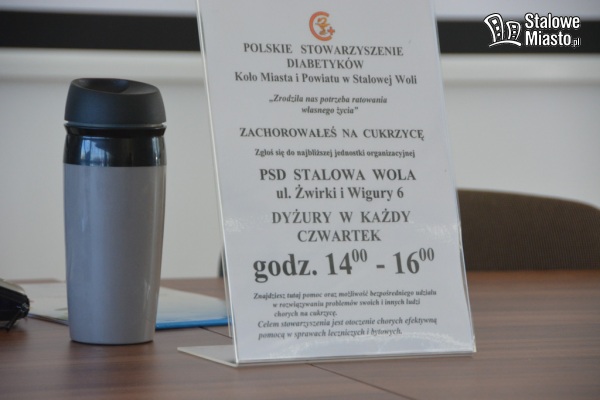 Stalowe
Miasto.pl
POLSKIE STOWARZYSZENIE
DIABETYKÓW
Koło Miasta i Powiatu w Stalowej Woli
„Zrodziła nas potrzeba ratowania
własnego życia”
ZACHOROWAŁEŚ NA CUKRZYCĘ
Zgłoś się do najbliższej jednostki organizacyjnej
PSD STALOWA WOLA
ul. Żwirki i Wigury 6
DYŻURY W KAŻDY
CZWARTEK
godz. 14⁰⁰ - 16⁰⁰
Znajdziesz tutaj pomoc oraz możliwość bezpośredniego udziału
w rozwiązywaniu problemów swoich i innych ludzi
chorych na cukrzycę.
Celem stowarzyszenia jest otoczenie chorych efektywną
pomocą w sprawach leczniczych i bytowych.